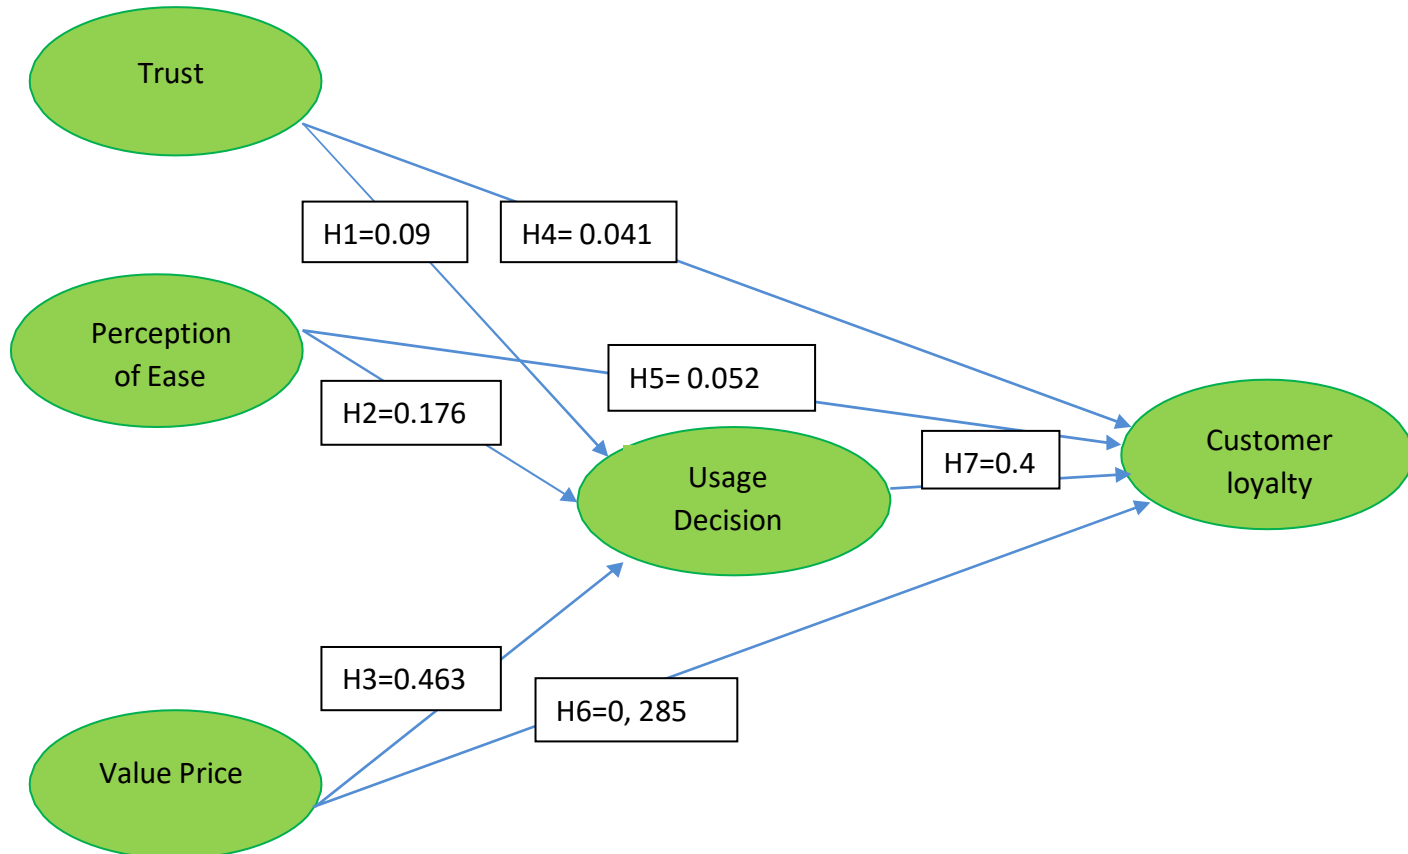 Trust
H1=0.09
H4= 0.041
Perception
of Ease
H5= 0.052
H2=0.176
Customer
loyalty
H7=0.4
Usage
Decision
H3=0.463
H6=0, 285
Value Price